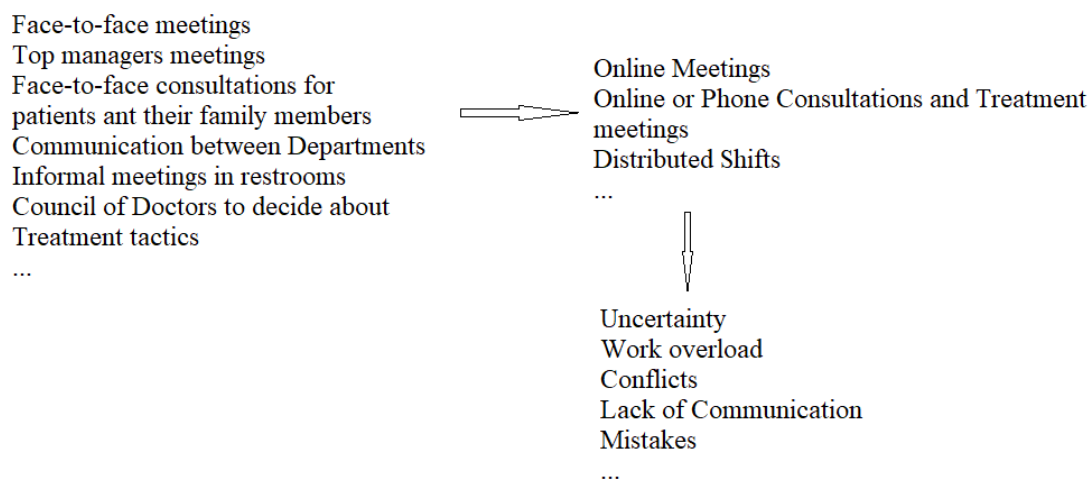 Face-to-face meetings
Top managers meetings
Face-to-face consultations for
patients ant their family members
Communication between Departments
Informal meetings in restrooms
Council of Doctors to decide about
Treatment tactics
...
Online Meetings
Online or Phone Consultations and Treatment
meetings
Distributed Shifts
...
Uncertainty
Work overload
Conflicts
Lack of Communication
Mistakes
...